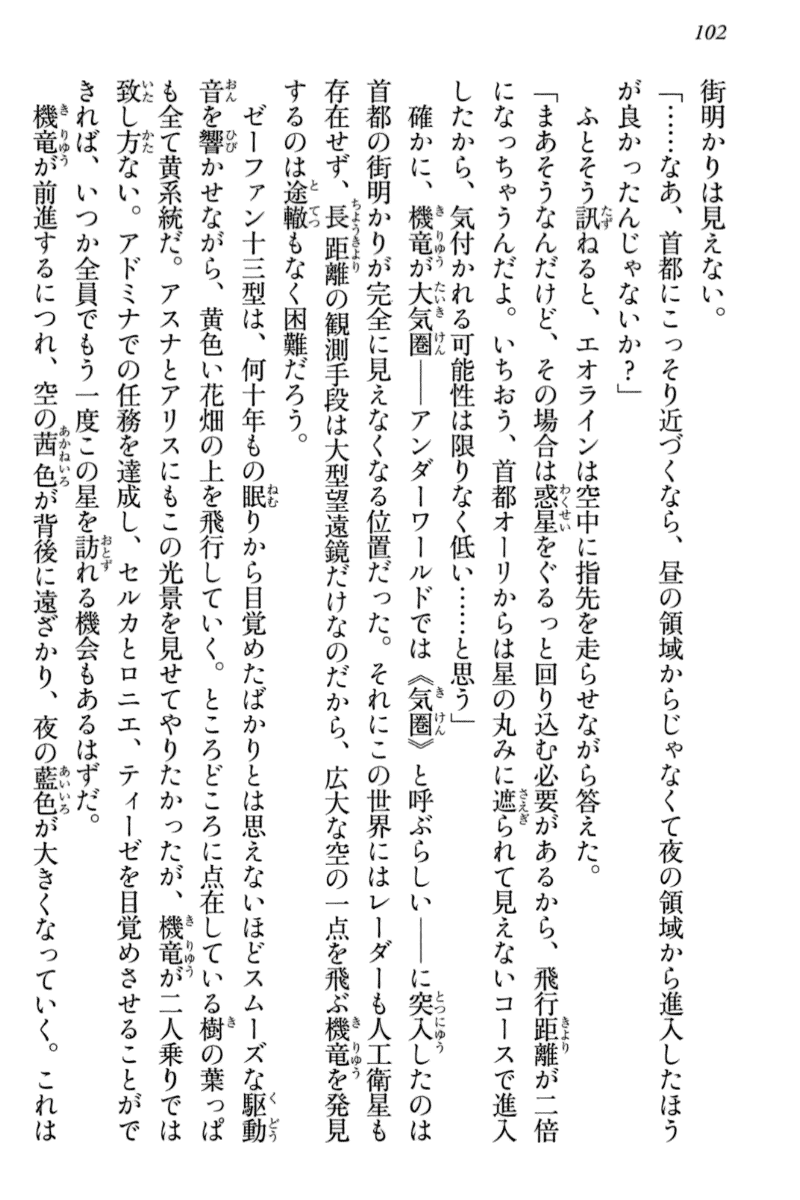 102
街明かりは見えない。
「……なあ、首都にこっそり近づくなら、昼の領域からじゃなくて夜の領域から進入したほう
が良かったんじゃないか？」
ふとそう訊ねると、エオラインは空中に指先を走らせながら答えた。
「まあそうなんだけど、その場合は惑星をぐるっと回り込む必要があるから、飛行距離が二倍
になっちゃうんだよ。いちおう、首都オーリからは星の丸みに遮られて見えないコースで進入
したから、気付かれる可能性は限りなく低い……と思う」
確かに、機竜が大気圏――アンダーワールドでは《気圏》と呼ぶらしい――に突入したのは
首都の街明かりが完全に見えなくなる位置だった。それにこの世界にはレーダーも人工衛星も
存在せず、長距離の観測手段は大型望遠鏡だけなのだから、広大な空の一点を飛ぶ機竜を発見
するのは途轍もなく困難だろう。
ゼーファン十三型は、何十年もの眠りから目覚めたばかりとは思えないほどスムーズな駆動
音を響かせながら、黄色い花畑の上を飛行していく。ところどころに点在している樹の葉っぱ
も全て黄系統だ。アスナとアリスにもこの光景を見せてやりたかったが、機竜が二人乗りでは
致し方ない。アドミナでの任務を達成し、セルカとロニエ、ティーゼを目覚めさせることがで
きれば、いつか全員でもう一度この星を訪れる機会もあるはずだ。
機竜が前進するにつれ、空の茜色が背後に遠ざかり、夜の藍色が大きくなっていく。これは